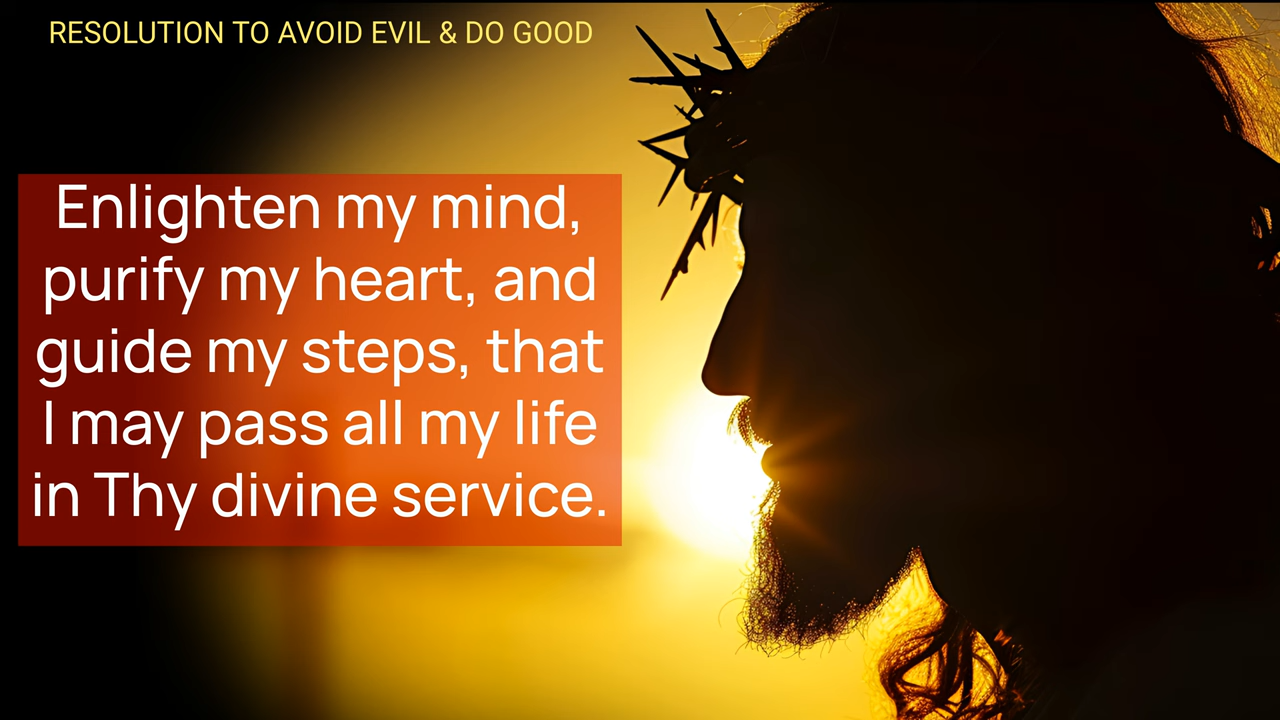 RESOLUTION TO AVOID EVIL & DO GOOD
Enlighten my mind,
purify my heart, and
guide my steps, that
I may pass all my life
in Thy divine service.